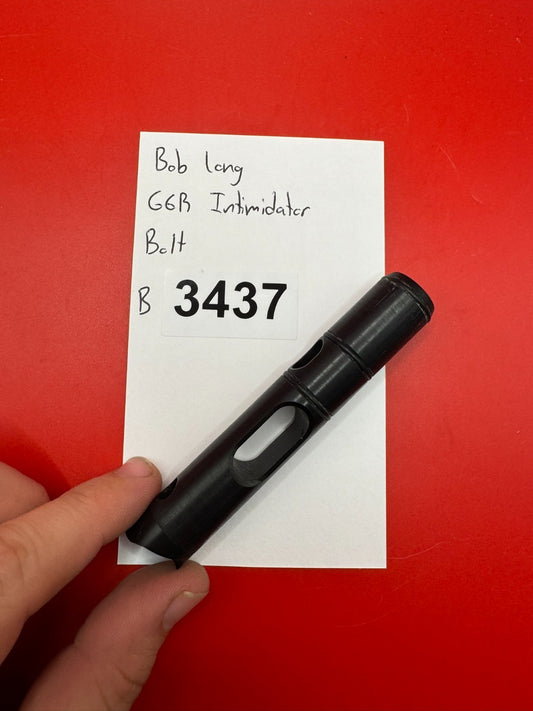 Bob Long
G6R Intimidator
Bolt
B 3437